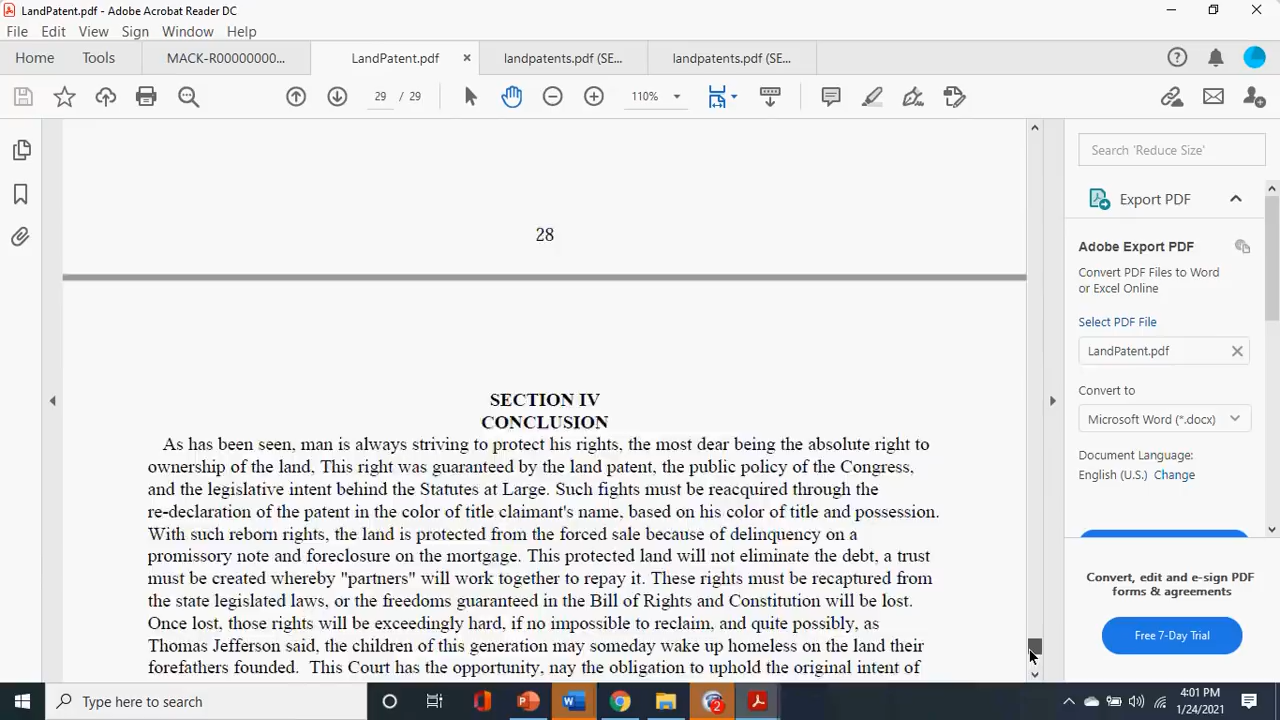 LandPatent.pdf - Adobe Acrobat Reader DC
File Edit View Sign Window Help
Home Tools MACK-R00000000... LandPatent.pdf × landpatents.pdf (SE... landpatents.pdf (SE...
29 / 29 110%
28
SECTION IV
CONCLUSION
As has been seen, man is always striving to protect his rights, the most dear being the absolute right to
ownership of the land, This right was guaranteed by the land patent, the public policy of the Congress,
and the legislative intent behind the Statutes at Large. Such fights must be reacquired through the
re-declaration of the patent in the color of title claimant's name, based on his color of title and possession.
With such reborn rights, the land is protected from the forced sale because of delinquency on a
promissory note and foreclosure on the mortgage. This protected land will not eliminate the debt, a trust
must be created whereby "partners" will work together to repay it. These rights must be recaptured from
the state legislated laws, or the freedoms guaranteed in the Bill of Rights and Constitution will be lost.
Once lost, those rights will be exceedingly hard, if no impossible to reclaim, and quite possibly, as
Thomas Jefferson said, the children of this generation may someday wake up homeless on the land their
forefathers founded. This Court has the opportunity, nay the obligation to uphold the original intent of
Search 'Reduce Size'
Export PDF
Adobe Export PDF
Convert PDF Files to Word
or Excel Online
Select PDF File
LandPatent.pdf
Convert to
Microsoft Word (*.docx)
Document Language:
English (U.S.) Change
Convert, edit and e-sign PDF
forms & agreements
Free 7-Day Trial
Type here to search
2
4:01 PM
1/24/2021